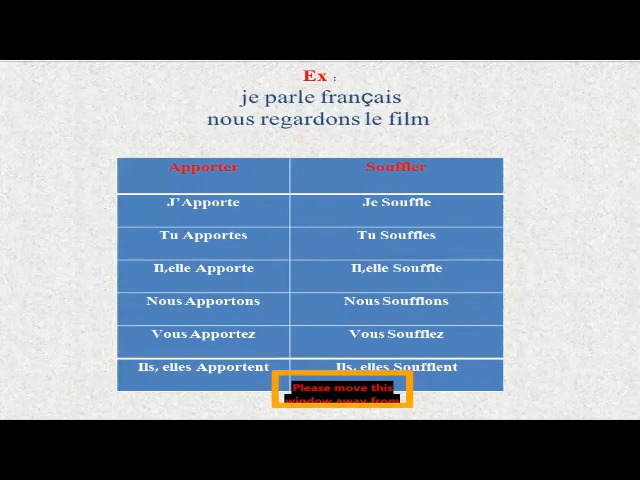 Ex :
je parle français
nous regardons le film
Apporter Souffler
J’Apporte Je Souffle
Tu Apportes Tu Souffles
Il,elle Apporte Il,elle Souffle
Nous Apportons Nous Soufflons
Vous Apportez Vous Soufflez
Ils, elles Apportent Ils, elles Soufflent
Please move this
window away from